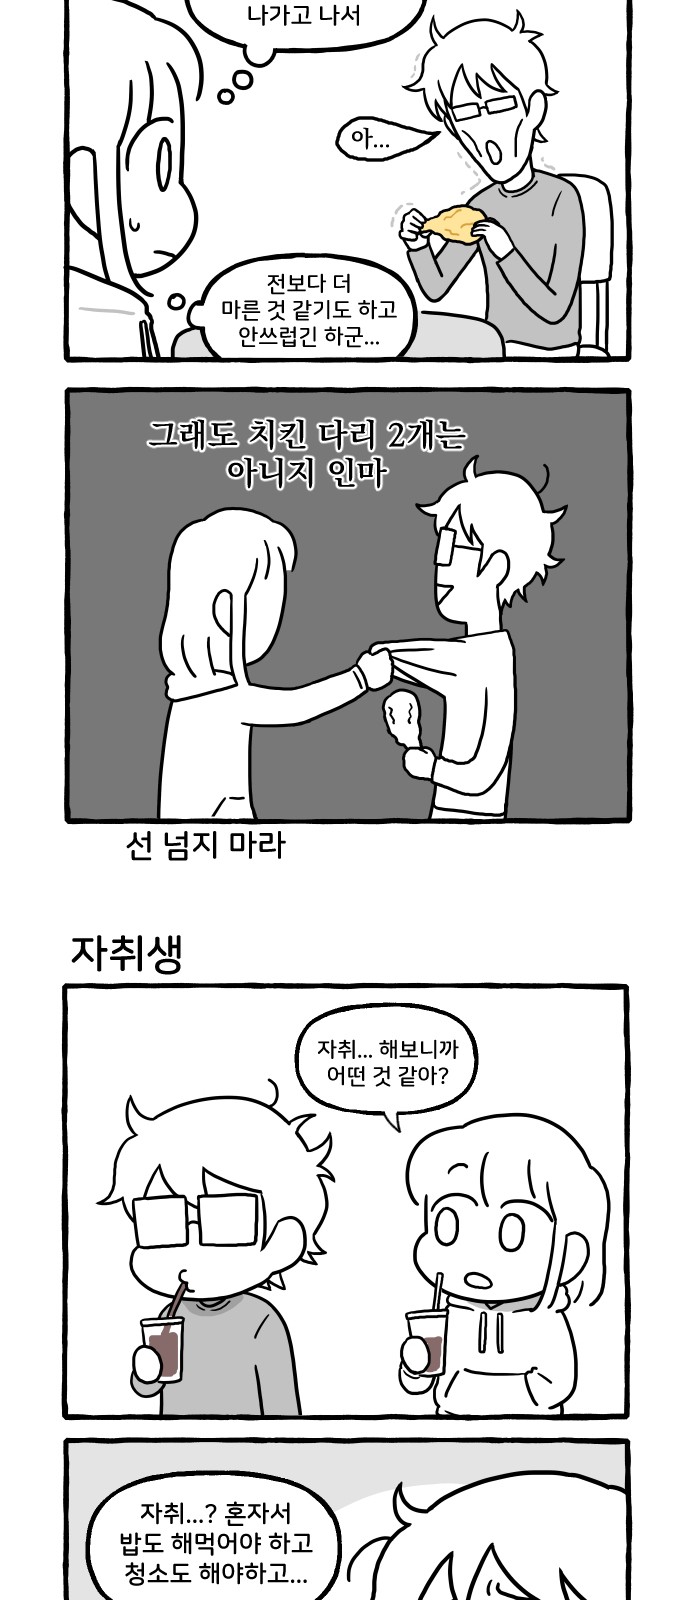 나가고 나서
아...
전보다 더
마른 것 같기도 하고
안쓰럽긴 하군...
그래도 치킨 다리 2개는
아니지 인마
선 넘지 마라
자취생
자취... 해보니까
어떤 것 같아?
자취...? 혼자서
밥도 해먹어야 하고
청소도 해야하고...